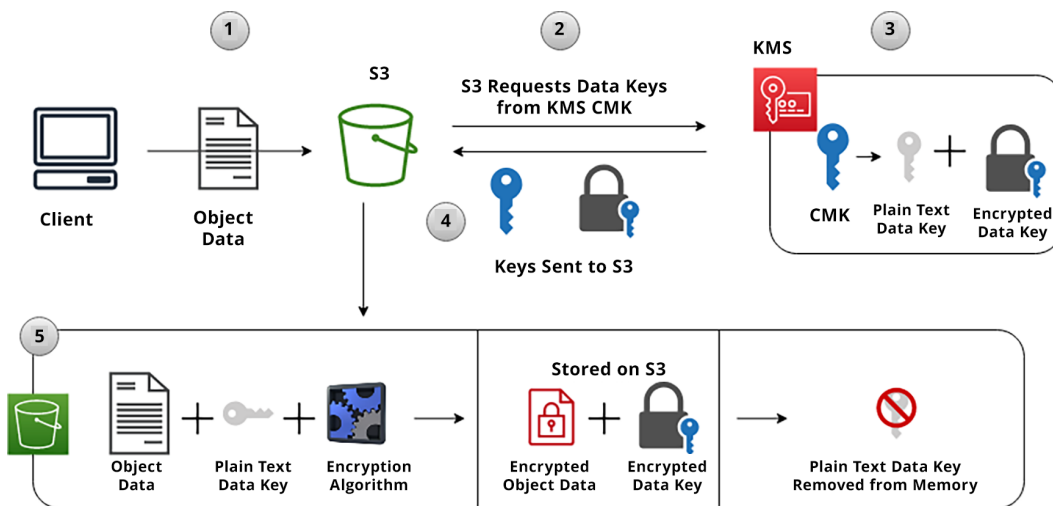 1
2
3
KMS
S3
S3 Requests Data Keys
from KMS CMK
Client
Object
Data
4
Keys Sent to S3
CMK
Plain Text
Data Key
Encrypted
Data Key
5
Stored on S3
Object
Data
Plain Text
Data Key
Encryption
Algorithm
Encrypted
Object Data
Encrypted
Data Key
Plain Text Data Key
Removed from Memory